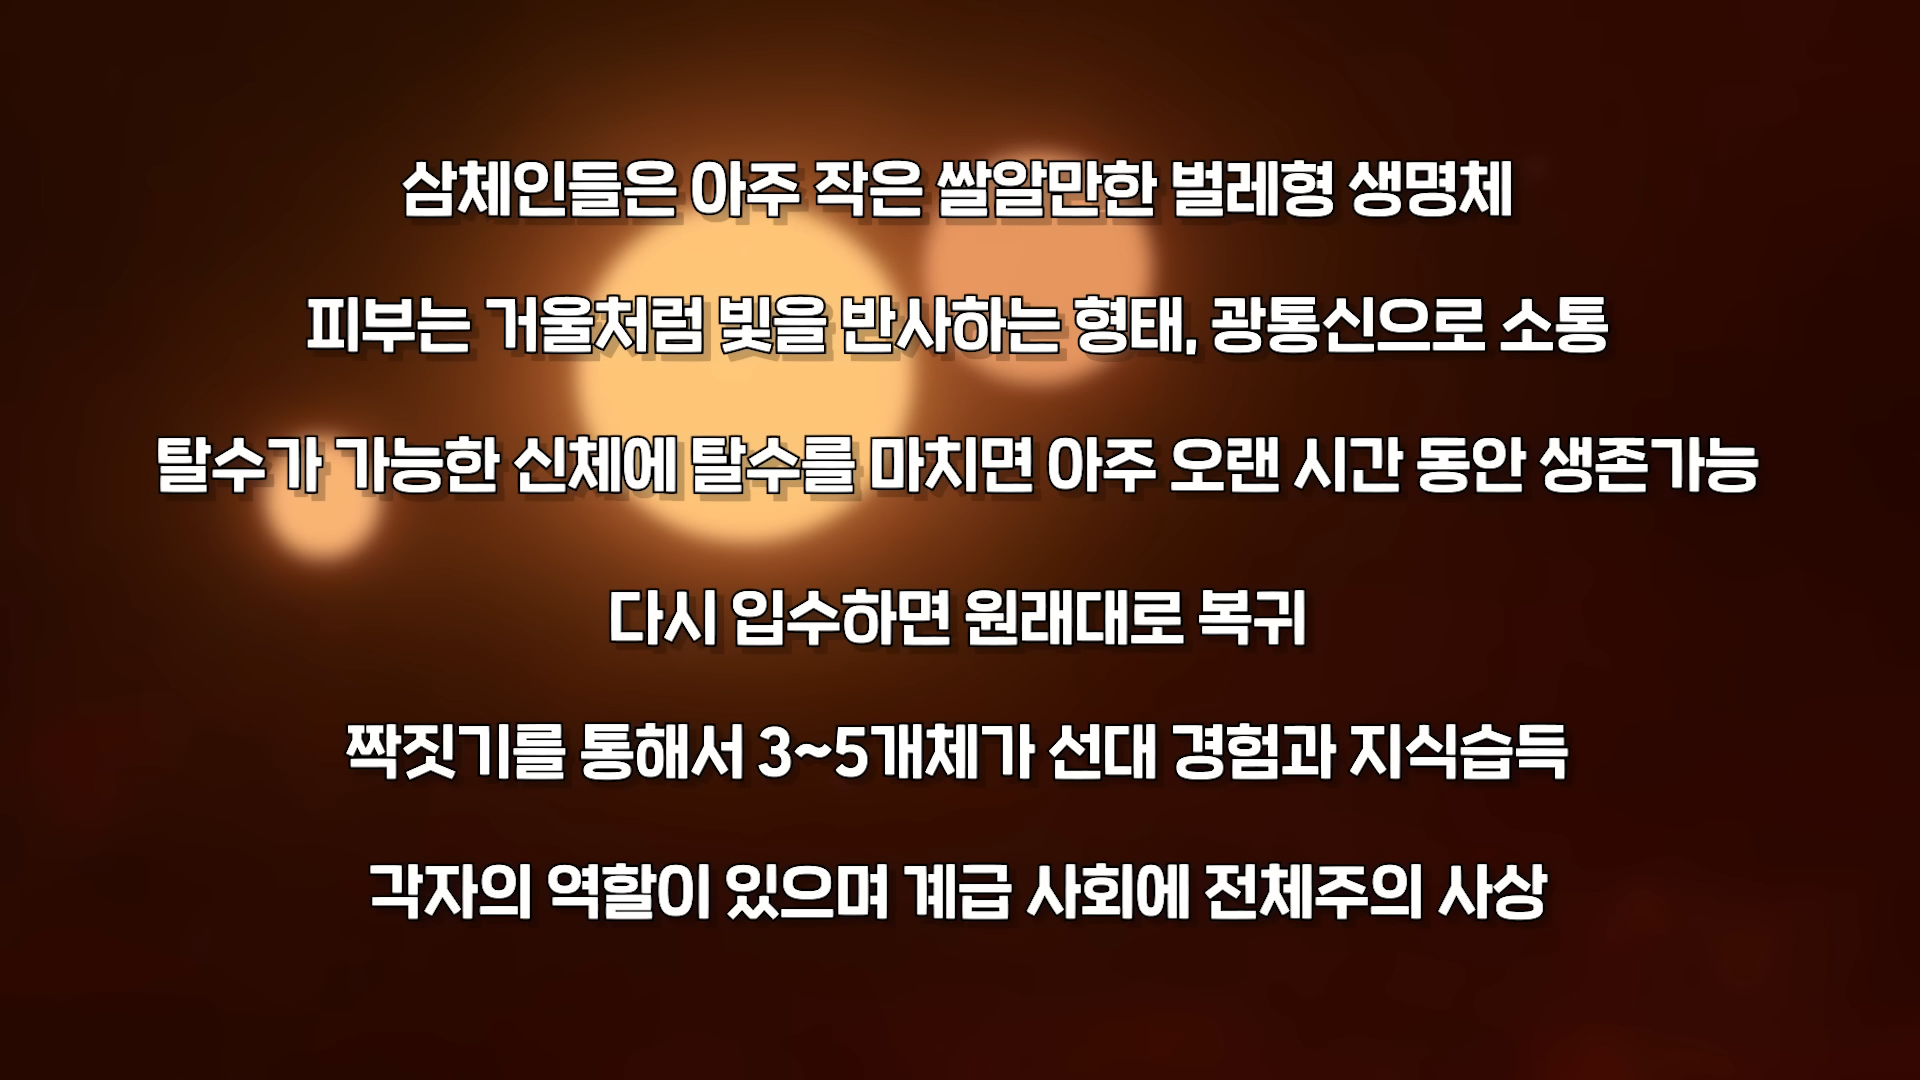 삼체인들은 아주 작은 쌀알만한 벌레형 생명체
피부는 거울처럼 빛을 반사하는 형태, 광통신으로 소통
탈수가 가능한 신체에 탈수를 마치면 아주 오랜 시간 동안 생존가능
다시 입수하면 원래대로 복귀
짝짓기를 통해서 3~5개체가 선대 경험과 지식습득
각자의 역할이 있으며 계급 사회에 전체주의 사상